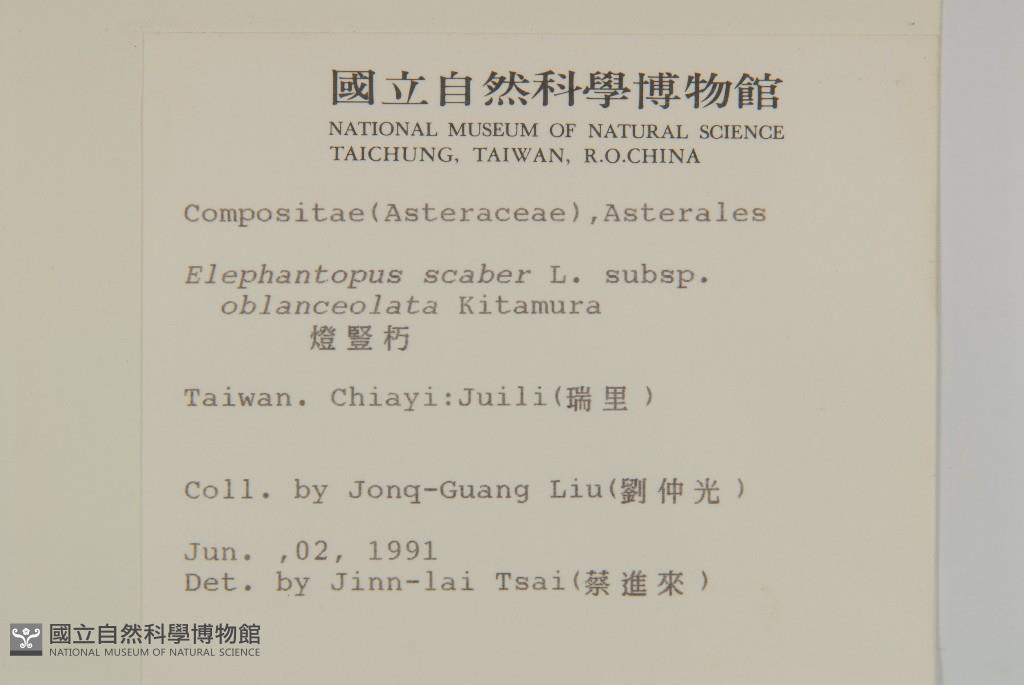 國立自然科學博物館
NATIONAL MUSEUM OF NATURAL SCIENCE
TAICHUNG, TAIWAN, R.O.CHINA
Compositae(Asteraceae),Asterales
Elephantopus scaber L. subsp.
oblanceolata Kitamura
燈豎朽
Taiwan. Chiayi:Juili(瑞里)
Coll. by Jonq-Guang Liu(劉仲光)
Jun. ,02, 1991
Det. by Jinn-lai Tsai(蔡進來)
國立自然科學博物館
NATIONAL MUSEUM OF NATURAL SCIENCE